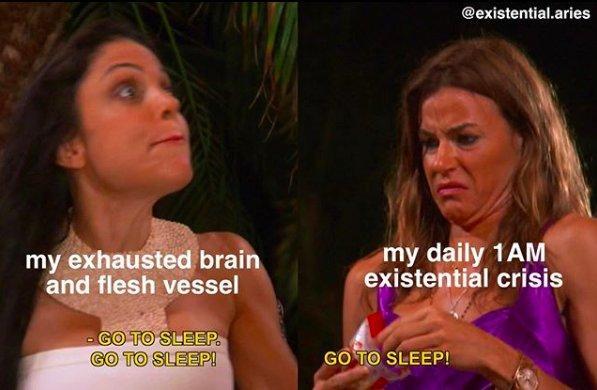 @existential.aries
my exhausted brain
and flesh vessel
- GO TO SLEEP.
GO TO SLEEP!
my daily 1AM
existential crisis
GO TO SLEEP!